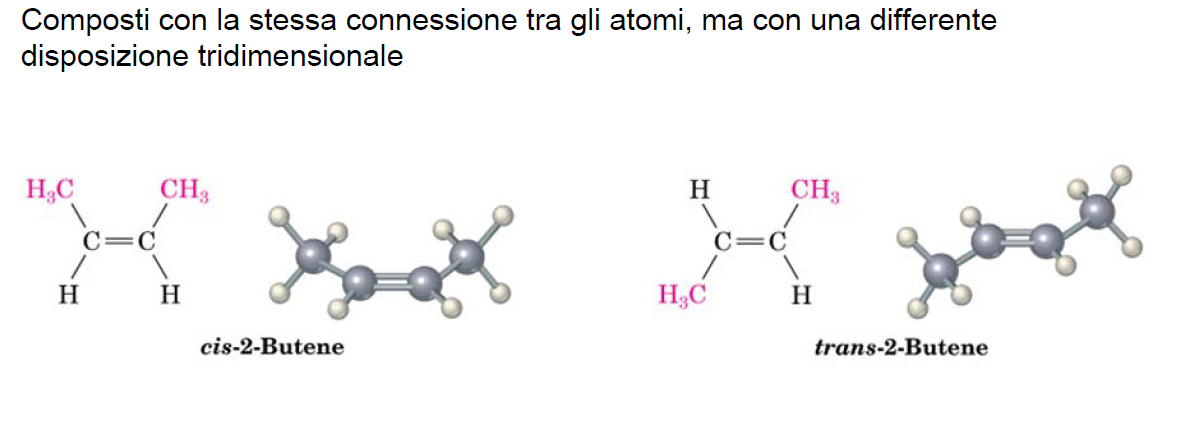 Composti con la stessa connessione tra gli atomi, ma con una differente
disposizione tridimensionale
H₃C CH₃
C=C
H H
cis-2-Butene
H CH₃
C=C
H₃C H
trans-2-Butene